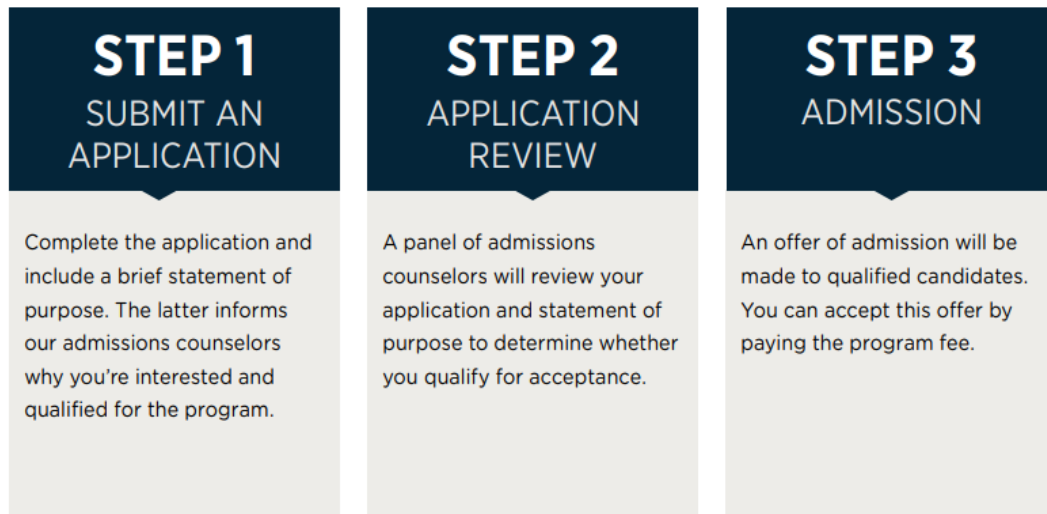 STEP 1
SUBMIT AN
APPLICATION
Complete the application and
include a brief statement of
purpose. The latter informs
our admissions counselors
why you’re interested and
qualified for the program.
STEP 2
APPLICATION
REVIEW
A panel of admissions
counselors will review your
application and statement of
purpose to determine whether
you qualify for acceptance.
STEP 3
ADMISSION
An offer of admission will be
made to qualified candidates.
You can accept this offer by
paying the program fee.